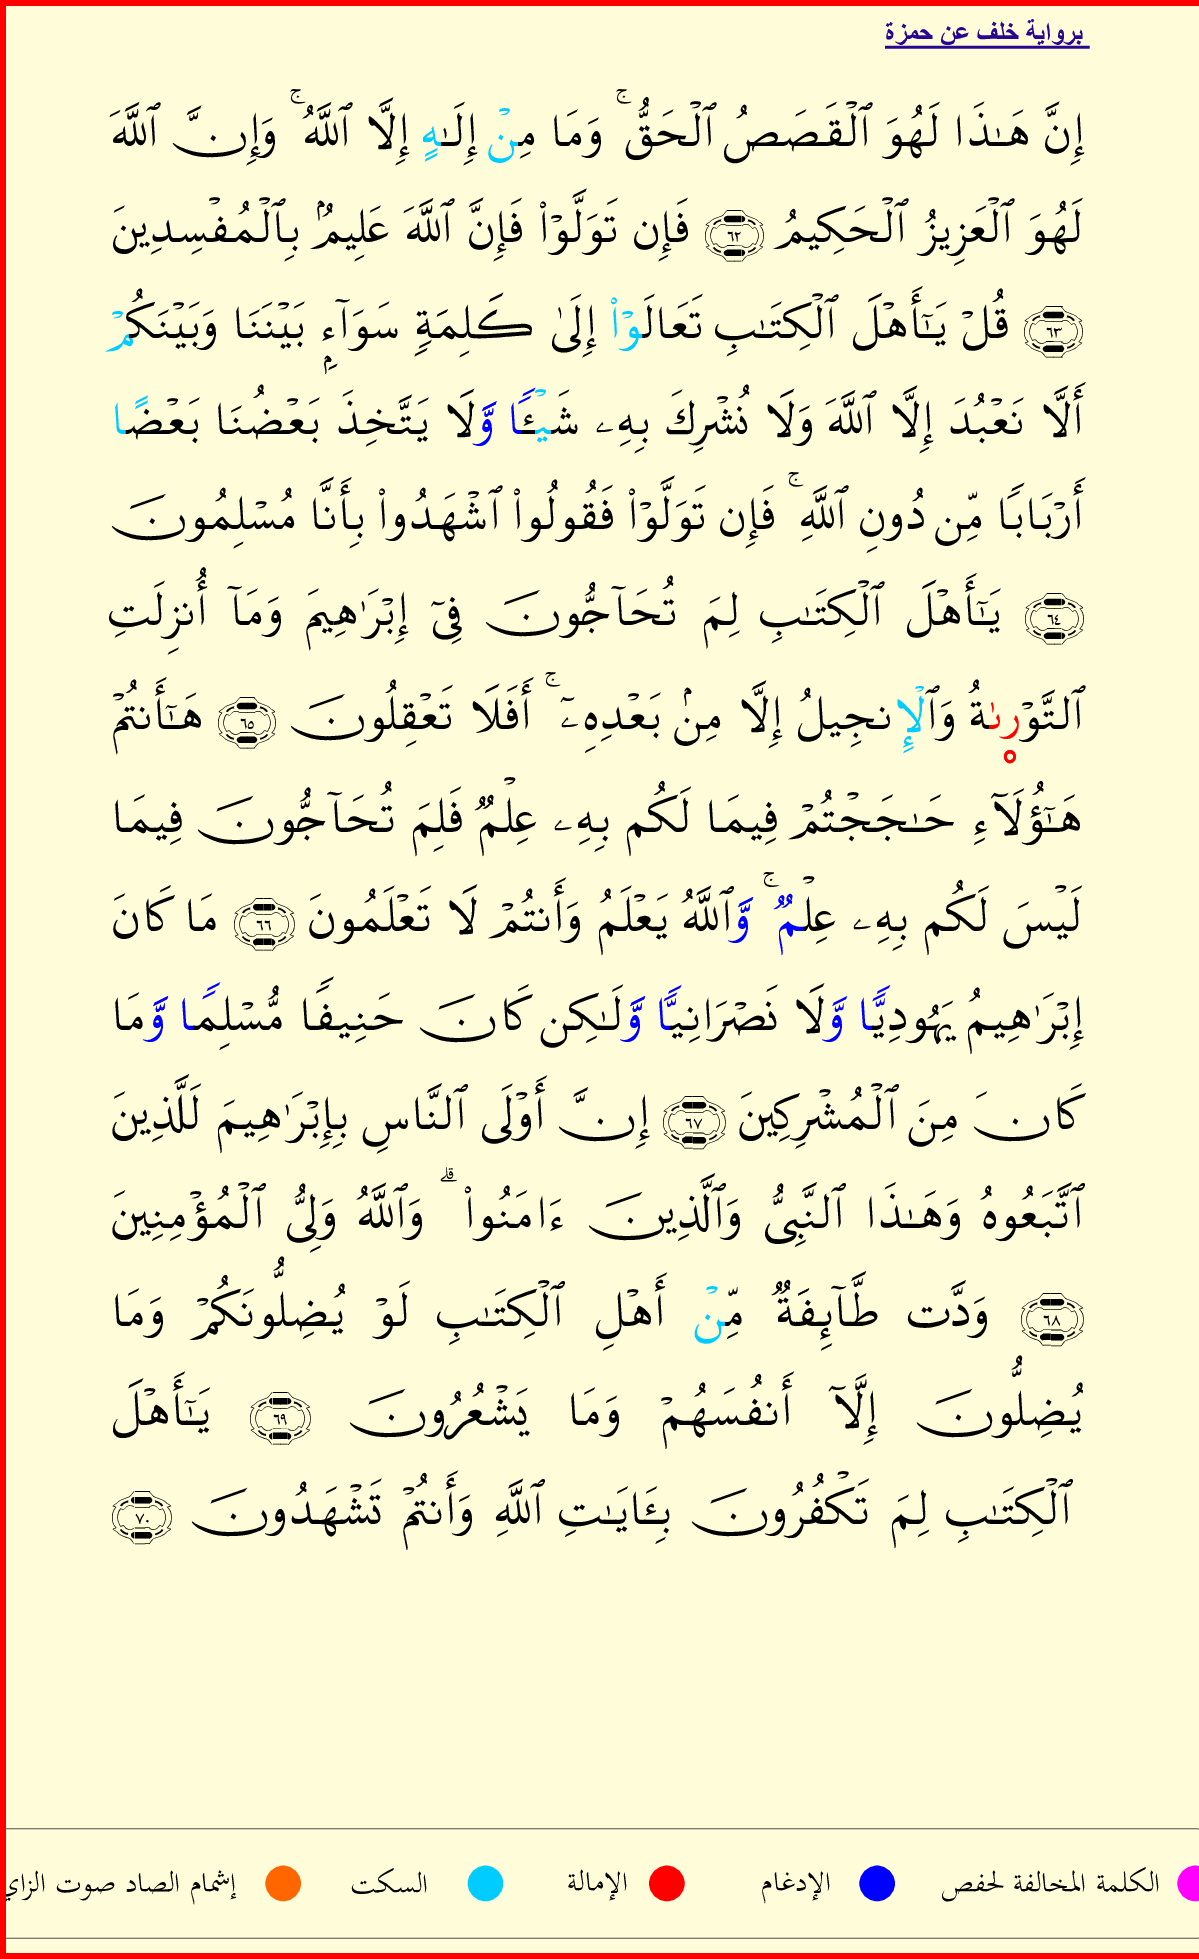 برواية خلف عن حمزة
إِنَّ هَـٰذَا لَهُوَ ٱلْقَصَصُ ٱلْحَقُّ ۚ وَمَا مِنْ إِلَـٰهٍ إِلَّا ٱللَّهُ ۚ وَإِنَّ ٱللَّهَ
لَهُوَ ٱلْعَزِيزُ ٱلْحَكِيمُ ٦٢ فَإِن تَوَلَّوْا۟ فَإِنَّ ٱللَّهَ عَلِيمٌۢ بِٱلْمُفْسِدِينَ
٦٣ قُلْ يَـٰٓأَهْلَ ٱلْكِتَـٰبِ تَعَالَوْا۟ إِلَىٰ كَلِمَةٍ سَوَآءٍۭ بَيْنَنَا وَبَيْنَكُمْ
أَلَّا نَعْبُدَ إِلَّا ٱللَّهَ وَلَا نُشْرِكَ بِهِۦ شَيْـًٔا وَّلَا يَتَّخِذَ بَعْضُنَا بَعْضًا
أَرْبَابًا مِّن دُونِ ٱللَّهِ ۚ فَإِن تَوَلَّوْا۟ فَقُولُوا۟ ٱشْهَدُوا۟ بِأَنَّا مُسْلِمُونَ
٦٤ يَـٰٓأَهْلَ ٱلْكِتَـٰبِ لِمَ تُحَآجُّونَ فِىٓ إِبْرَٰهِيمَ وَمَآ أُنزِلَتِ
ٱلتَّوْرىٰةُ وَٱلْإِنجِيلُ إِلَّا مِنۢ بَعْدِهِۦٓ ۚ أَفَلَا تَعْقِلُونَ ٦٥ هَـٰٓأَنتُمْ
هَـٰٓؤُلَآءِ حَـٰجَجْتُمْ فِيمَا لَكُم بِهِۦ عِلْمٌ فَلِمَ تُحَآجُّونَ فِيمَا
لَيْسَ لَكُم بِهِۦ عِلْمٌ ۚ وَّٱللَّهُ يَعْلَمُ وَأَنتُمْ لَا تَعْلَمُونَ ٦٦ مَا كَانَ
إِبْرَٰهِيمُ يَهُودِيًّا وَّلَا نَصْرَانِيًّا وَّلَـٰكِن كَانَ حَنِيفًا مُّسْلِمًا وَّمَا
كَانَ مِنَ ٱلْمُشْرِكِينَ ٦٧ إِنَّ أَوْلَى ٱلنَّاسِ بِإِبْرَٰهِيمَ لَلَّذِينَ
ٱتَّبَعُوهُ وَهَـٰذَا ٱلنَّبِىُّ وَٱلَّذِينَ ءَامَنُوا۟ ۗ وَٱللَّهُ وَلِىُّ ٱلْمُؤْمِنِينَ
٦٨ وَدَّت طَّآئِفَةٌ مِّنْ أَهْلِ ٱلْكِتَـٰبِ لَوْ يُضِلُّونَكُمْ وَمَا
يُضِلُّونَ إِلَّآ أَنفُسَهُمْ وَمَا يَشْعُرُونَ ٦٩ يَـٰٓأَهْلَ
ٱلْكِتَـٰبِ لِمَ تَكْفُرُونَ بِـَٔايَـٰتِ ٱللَّهِ وَأَنتُمْ تَشْهَدُونَ ٧٠
الكلمة المخالفة لحفص الإدغام الإمالة السكت إشمام الصاد صوت الزاي